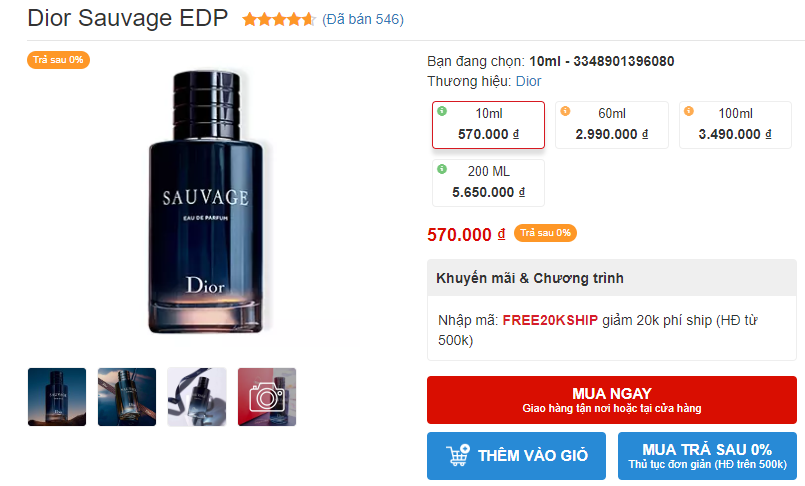 Dior Sauvage EDP (Đã bán 546)
Trả sau 0%
SAUVAGE
EAU DE PARFUM
Dior
Bạn đang chọn: 10ml - 3348901396080
Thương hiệu: Dior
10ml
570.000 ₫
60ml
2.990.000 ₫
100ml
3.490.000 ₫
200 ML
5.650.000 ₫
570.000 ₫ Trả sau 0%
Khuyến mãi & Chương trình
Nhập mã: FREE20KSHIP giảm 20k phí ship (HĐ từ
500k)
MUA NGAY
Giao hàng tận nơi hoặc tại cửa hàng
THÊM VÀO GIỎ
MUA TRẢ SAU 0%
Thủ tục đơn giản (HĐ trên 500k)